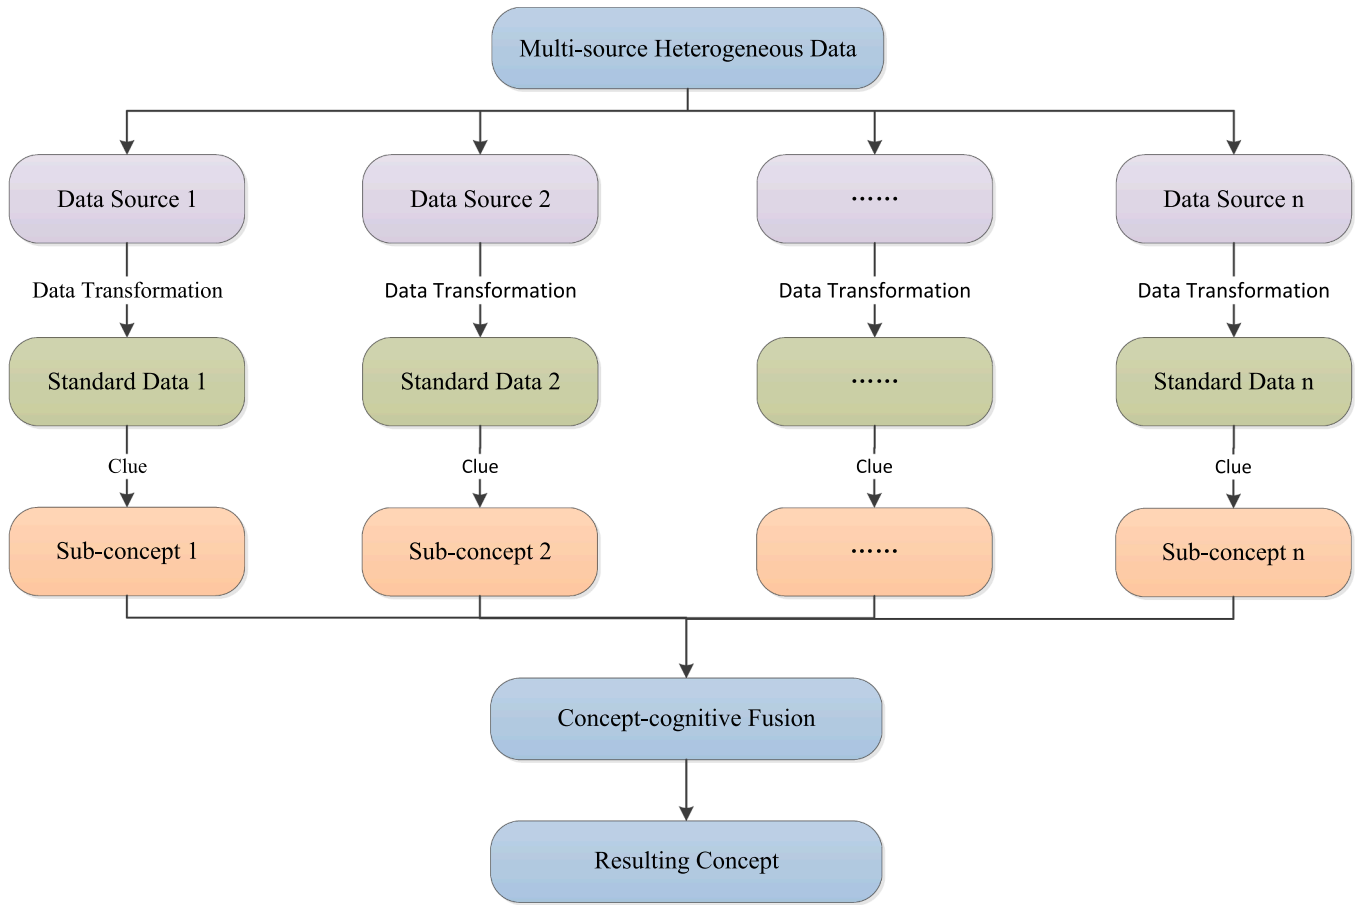 Multi-source Heterogeneous Data
Data Source 1
Data Source 2
······
Data Source n
Data Transformation
Data Transformation
Data Transformation
Data Transformation
Standard Data 1
Standard Data 2
······
Standard Data n
Clue
Clue
Clue
Clue
Sub-concept 1
Sub-concept 2
······
Sub-concept n
Concept-cognitive Fusion
Resulting Concept